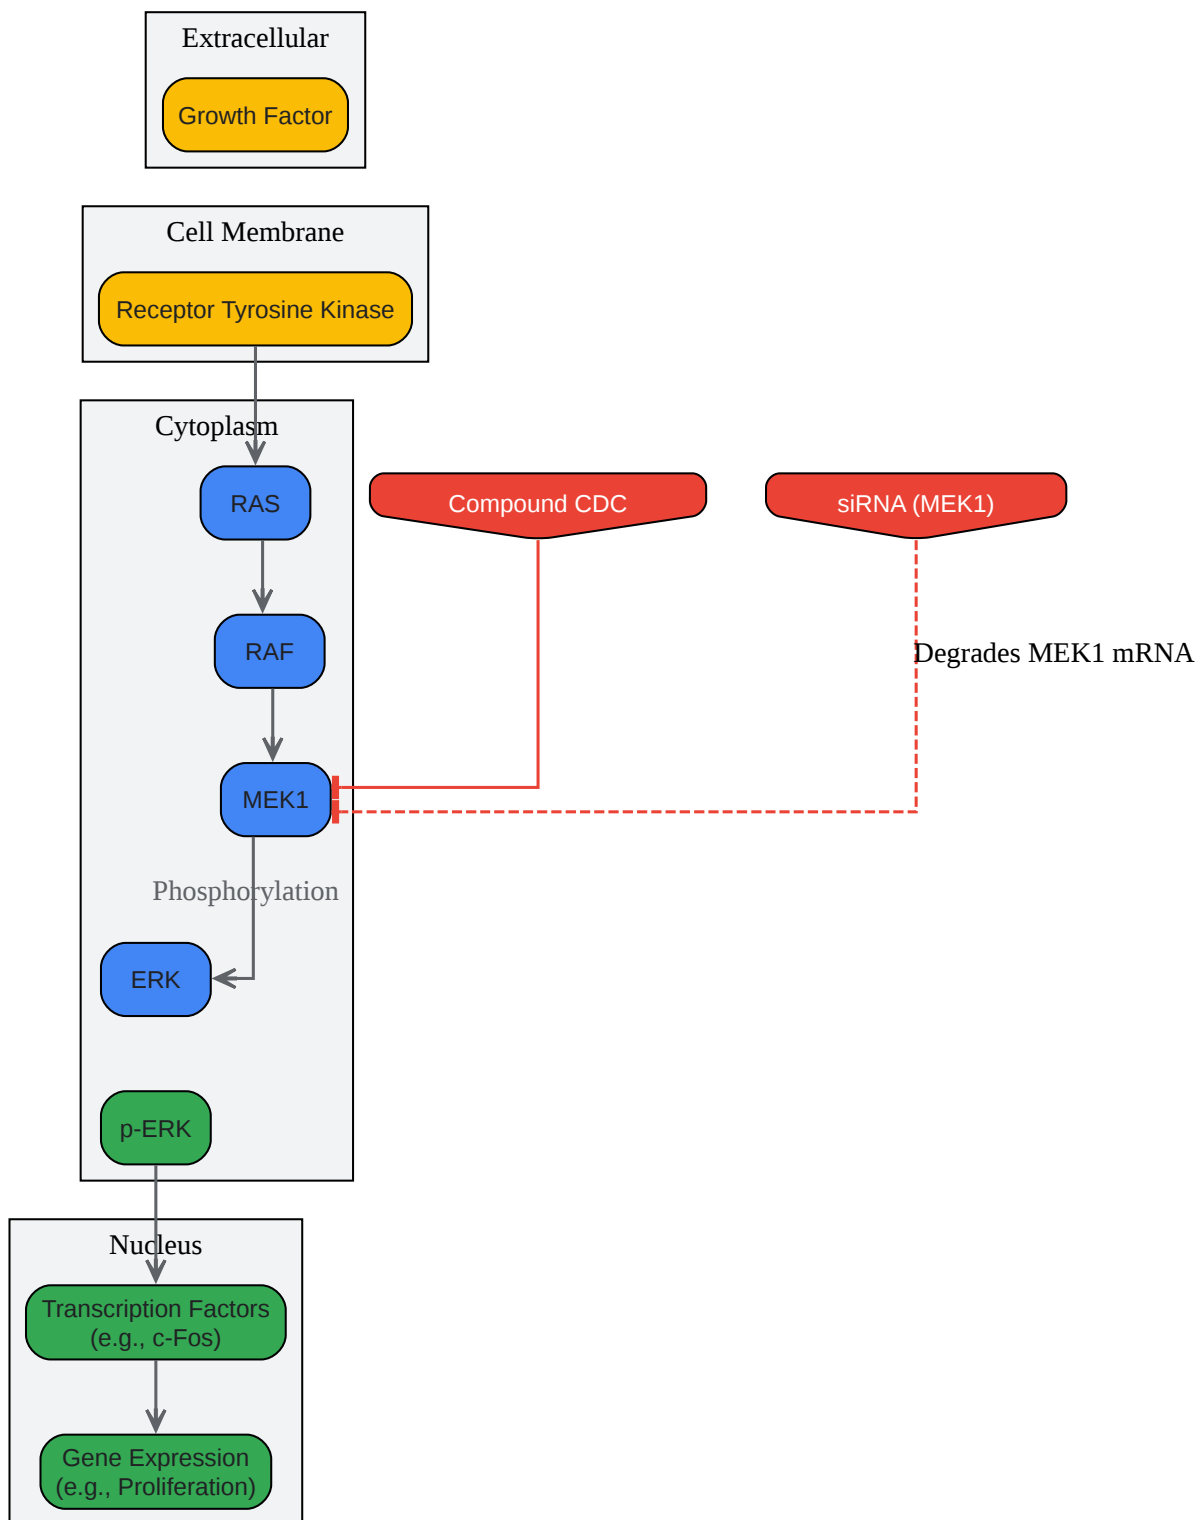 Extracellular
Growth Factor
Cell Membrane
Receptor Tyrosine Kinase
Cytoplasm
RAS
Compound CDC
siRNA (MEK1)
RAF
Degrades MEK1 mRNA
MEK1
Phosphorylation
ERK
p-ERK
Nucleus
Transcription Factors
(e.g., c-Fos)
Gene Expression
(e.g., Proliferation)